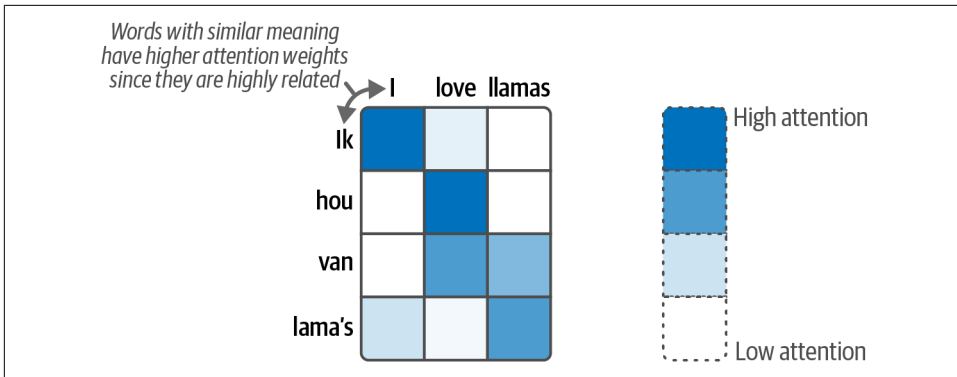 Words with similar meaning
have higher attention weights
since they are highly related
I love llamas
Ik
hou
van
lama's
High attention
Low attention